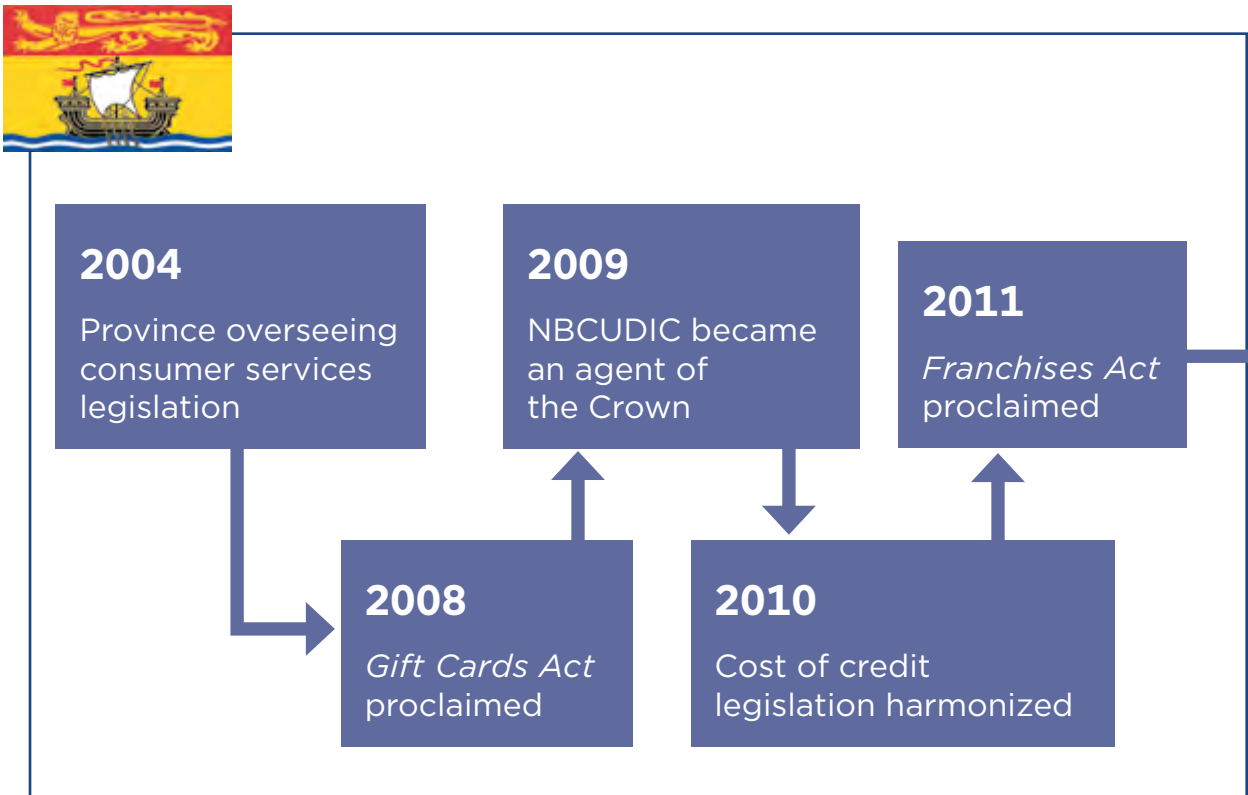 2004
Province overseeing
consumer services
legislation
2008
Gift Cards Act
proclaimed
2009
NBCUDIC became
an agent of
the Crown
2010
Cost of credit
legislation harmonized
2011
Franchises Act
proclaimed